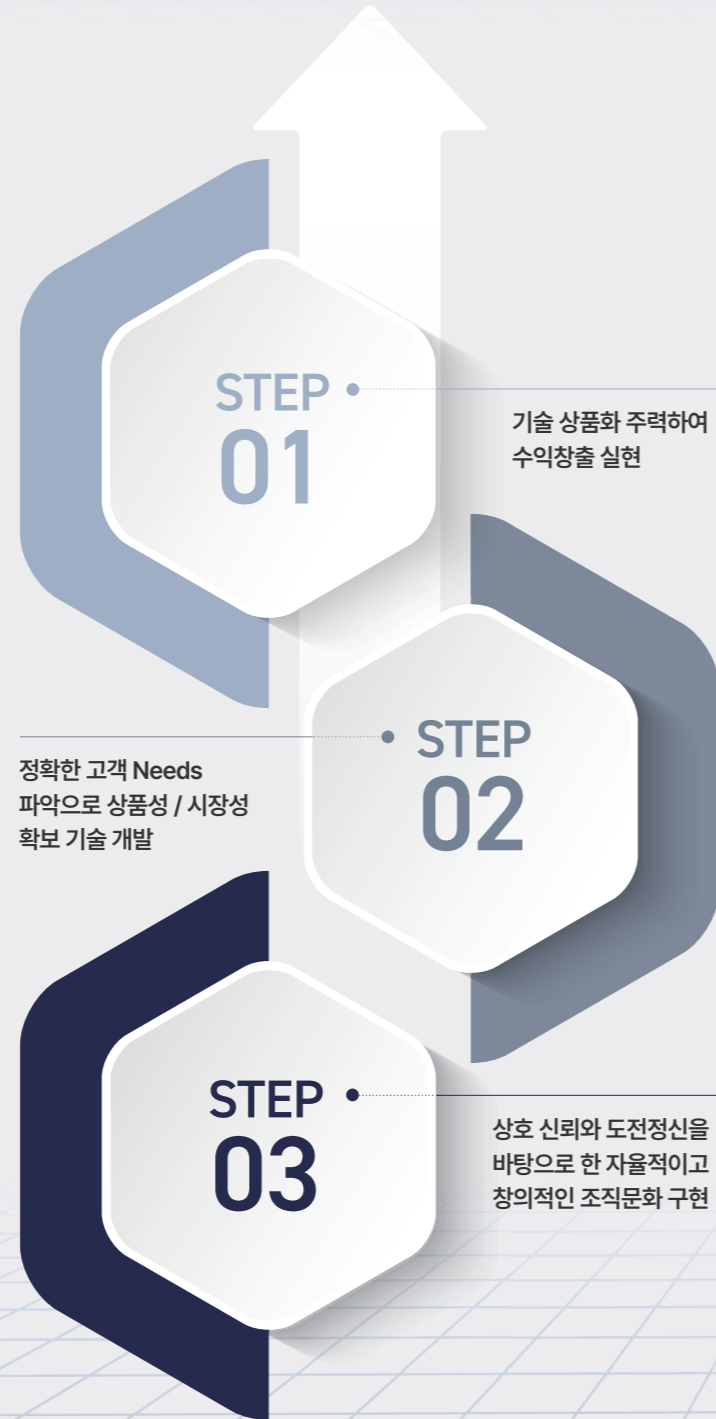 STEP
01
기술 상품화 주력하여
수익창출 실현
STEP
02
정확한 고객 Needs
파악으로 상품성 / 시장성
확보 기술 개발
STEP
03
상호 신뢰와 도전정신을
바탕으로 한 자율적이고
창의적인 조직문화 구현